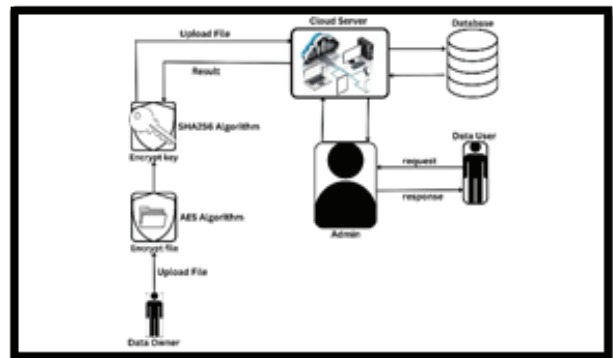 Cloud Server
Database
Upload File
Result
SHA256 Algorithm
Encrypt key
Data User
request
response
Admin
AES Algorithm
Encrypt file
Upload File
Data Owner